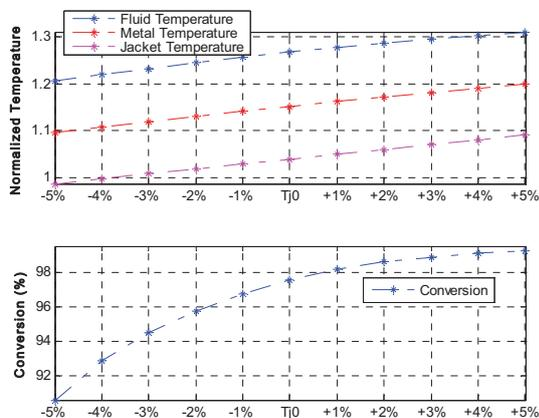 Fluid Temperature
Metal Temperature
Jacket Temperature
Normalized Temperature
1.3
1.2
1.1
1
-5% -4% -3% -2% -1% Tj0 +1% +2% +3% +4% +5%
Conversion (%)
98
96
94
92
Conversion
-5% -4% -3% -2% -1% Tj0 +1% +2% +3% +4% +5%